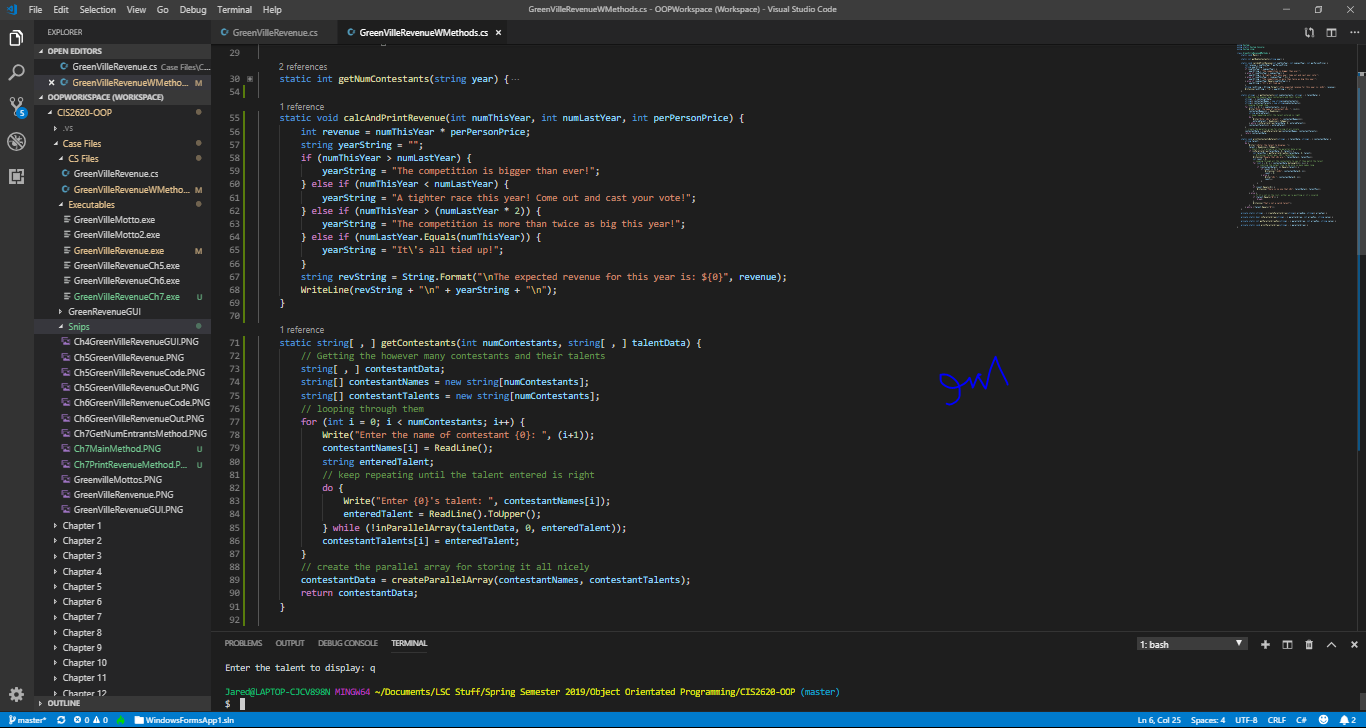 File Edit Selection View Go Debug Terminal Help
GreenVilleRevenueWMethods.cs - OOPWorkspace (Workspace) - Visual Studio Code
EXPLORER
OPEN EDITORS
GreenVilleRevenue.cs Case Files\C...
GreenVilleRevenueWMetho... M
OOPWORKSPACE (WORKSPACE)
CIS2620-OOP
.vs
Case Files
CS Files
GreenVilleRevenue.cs
GreenVilleRevenueWMetho... M
Executables
GreenVilleMotto.exe
GreenVilleMotto2.exe
GreenVilleRevenue.exe M
GreenVilleRevenueCh5.exe
GreenVilleRevenueCh6.exe
GreenVilleRevenueCh7.exe U
GreenRevenueGUI
Snips
Ch4GreenVilleRevenueGUI.PNG
Ch5GreenVilleRevenue.PNG
Ch5GreenVilleRevenueCode.PNG
Ch5GreenVilleRevenueOut.PNG
Ch6GreenVilleRenvenueCode.PNG
Ch6GreenVilleRenvenueOut.PNG
Ch7GetNumEntrantsMethod.PNG
Ch7MainMethod.PNG U
Ch7PrintRevenueMethod.P... U
GreenvilleMottos.PNG
GreenVilleRenvenue.PNG
GreenVilleRevenueGUI.PNG
Chapter 1
Chapter 2
Chapter 3
Chapter 4
Chapter 5
Chapter 6
Chapter 7
Chapter 8
Chapter 9
Chapter 10
Chapter 11
Chapter 12
OUTLINE
GreenVilleRevenue.cs GreenVilleRevenueWMethods.cs
29
2 references
30 static int getNumContestants(string year) {...
54
1 reference
55 static void calcAndPrintRevenue(int numThisYear, int numLastYear, int perPersonPrice) {
56 int revenue = numThisYear * perPersonPrice;
57 string yearString = "";
58 if (numThisYear > numLastYear) {
59 yearString = "The competition is bigger than ever!";
60 } else if (numThisYear < numLastYear) {
61 yearString = "A tighter race this year! Come out and cast your vote!";
62 } else if (numThisYear > (numLastYear * 2)) {
63 yearString = "The competition is more than twice as big this year!";
64 } else if (numLastYear.Equals(numThisYear)) {
65 yearString = "It\'s all tied up!";
66 }
67 string revString = String.Format("\nThe expected revenue for this year is: ${0}", revenue);
68 WriteLine(revString + "\n" + yearString + "\n");
69 }
70
1 reference
71 static string[ , ] getContestants(int numContestants, string[ , ] talentData) {
72 // Getting the however many contestants and their talents
73 string[ , ] contestantData;
74 string[] contestantNames = new string[numContestants];
75 string[] contestantTalents = new string[numContestants];
76 // looping through them
77 for (int i = 0; i < numContestants; i++) {
78 Write("Enter the name of contestant {0}: ", (i+1));
79 contestantNames[i] = ReadLine();
80 string enteredTalent;
81 // keep repeating until the talent entered is right
82 do {
83 Write("Enter {0}'s talent: ", contestantNames[i]);
84 enteredTalent = ReadLine().ToUpper();
85 } while (!inParallelArray(talentData, 0, enteredTalent));
86 contestantTalents[i] = enteredTalent;
87 }
88 // create the parallel array for storing it all nicely
89 contestantData = createParallelArray(contestantNames, contestantTalents);
90 return contestantData;
91 }
92
PROBLEMS OUTPUT DEBUG CONSOLE TERMINAL
1: bash
Enter the talent to display: q
Jared@LAPTOP-CJCV898N MINGW64 ~/Documents/LSC Stuff/Spring Semester 2019/Object Orientated Programming/CIS2620-OOP (master)
$
master* 0 0 WindowsFormsApp1.sln
Ln 6, Col 25 Spaces: 4 UTF-8 CRLF C# 2